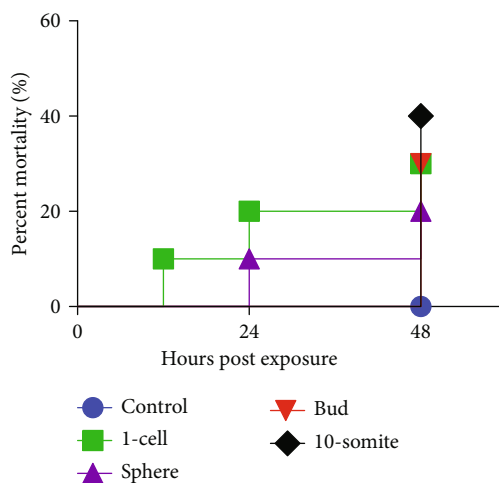 Percent mortality (%)
60
40
20
0
0
24
48
Hours post exposure
Control
1-cell
Sphere
Bud
10-somite